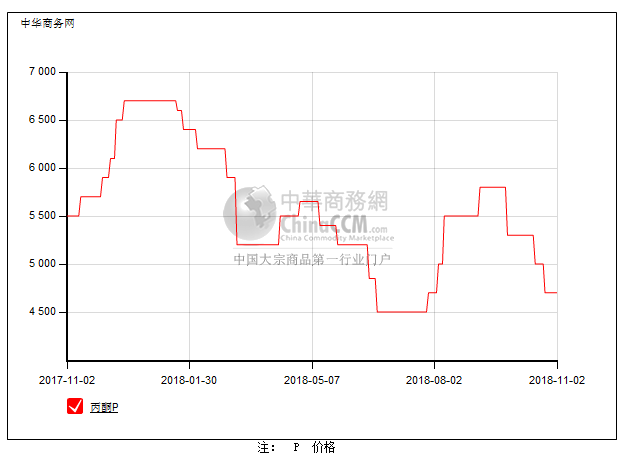 中华商务网
7 000
6 500
6 000
5 500
5 000
4 500
中華商務網
ChinaCCM.com
China Commodity Marketplace
中国大宗商品第一行业门户
2017-11-02
2018-01-30
2018-05-07
2018-08-02
2018-11-02
丙酮P
注： P 价格